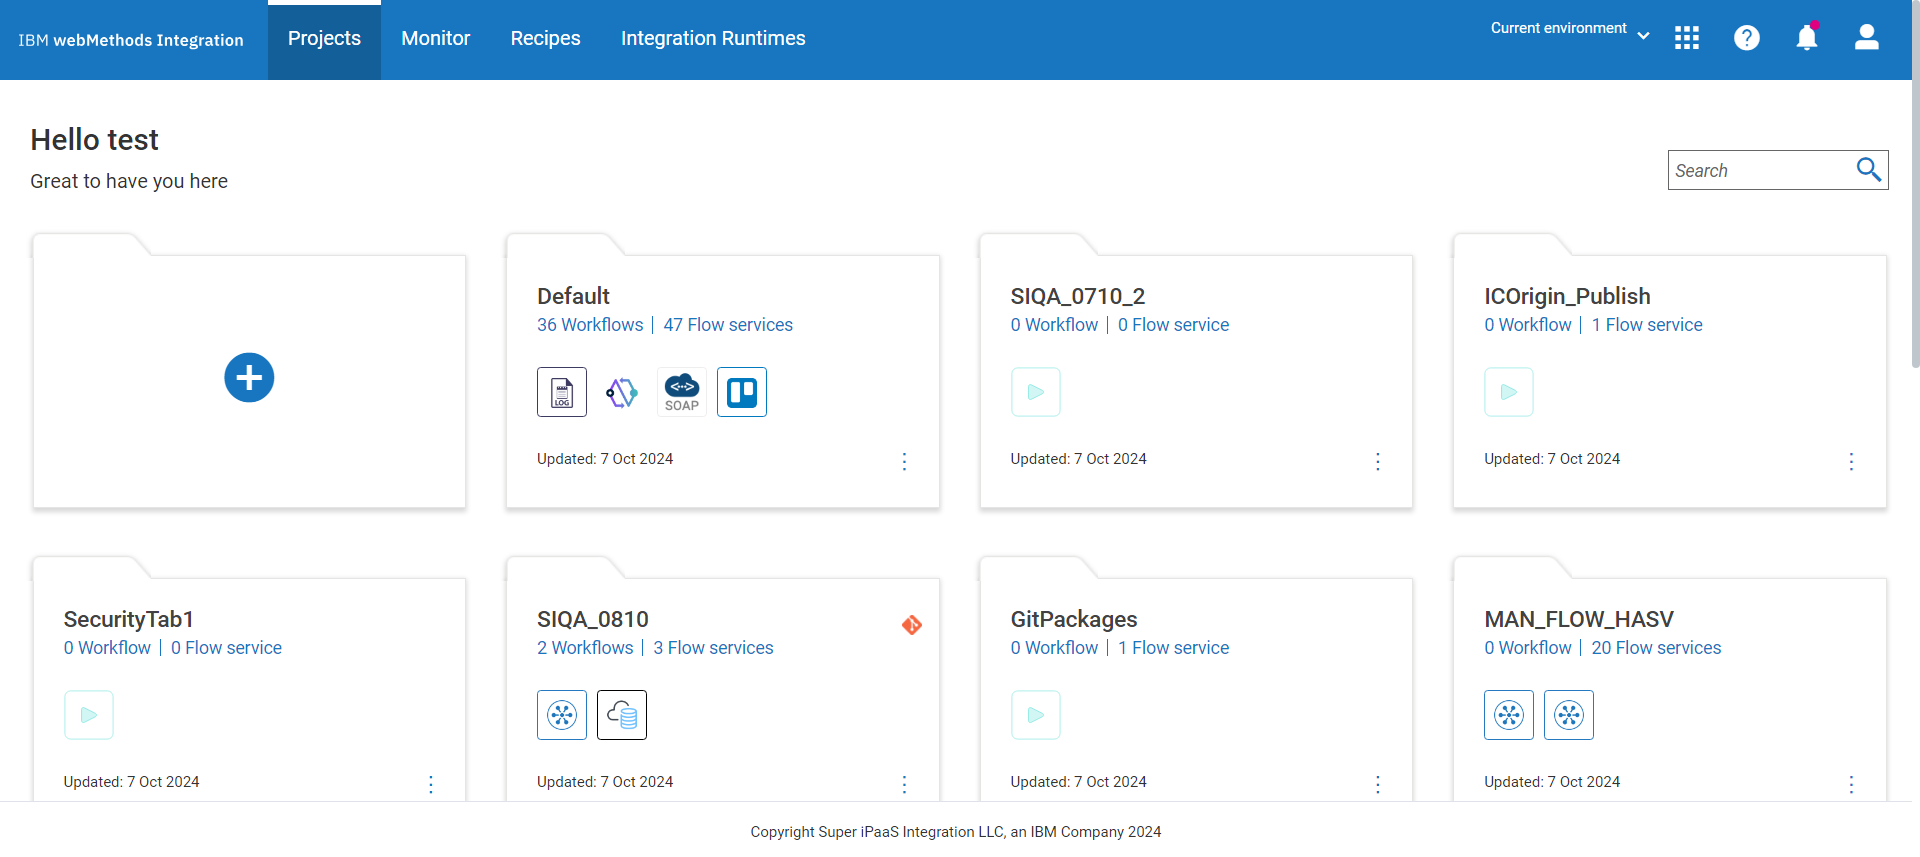 IBM webMethods Integration
Projects
Monitor
Recipes
Integration Runtimes
Current environment
Hello test
Great to have you here
Search
Default
36 Workflows | 47 Flow services
LOG
SOAP
Updated: 7 Oct 2024
SIQA_0710_2
0 Workflow | 0 Flow service
Updated: 7 Oct 2024
ICOrigin_Publish
0 Workflow | 1 Flow service
Updated: 7 Oct 2024
SecurityTab1
0 Workflow | 0 Flow service
Updated: 7 Oct 2024
SIQA_0810
2 Workflows | 3 Flow services
Updated: 7 Oct 2024
GitPackages
0 Workflow | 1 Flow service
Updated: 7 Oct 2024
MAN_FLOW_HASV
0 Workflow | 20 Flow services
Updated: 7 Oct 2024
Copyright Super iPaaS Integration LLC, an IBM Company 2024